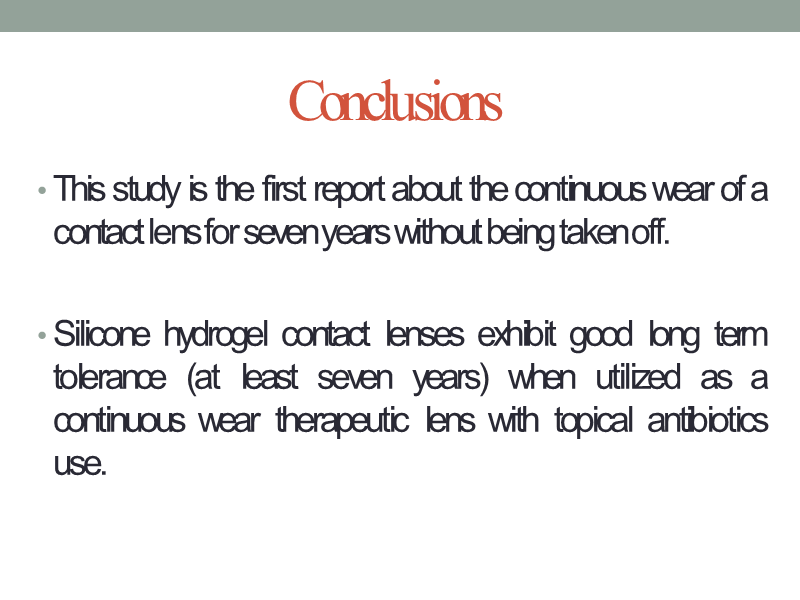 Conclusions
• This study is the first report about the continuous wear of a
contact lens for seven years without being taken off.
• Silicone hydrogel contact lenses exhibit good long term
tolerance (at least seven years) when utilized as a
continuous wear therapeutic lens with topical antibiotics
use.